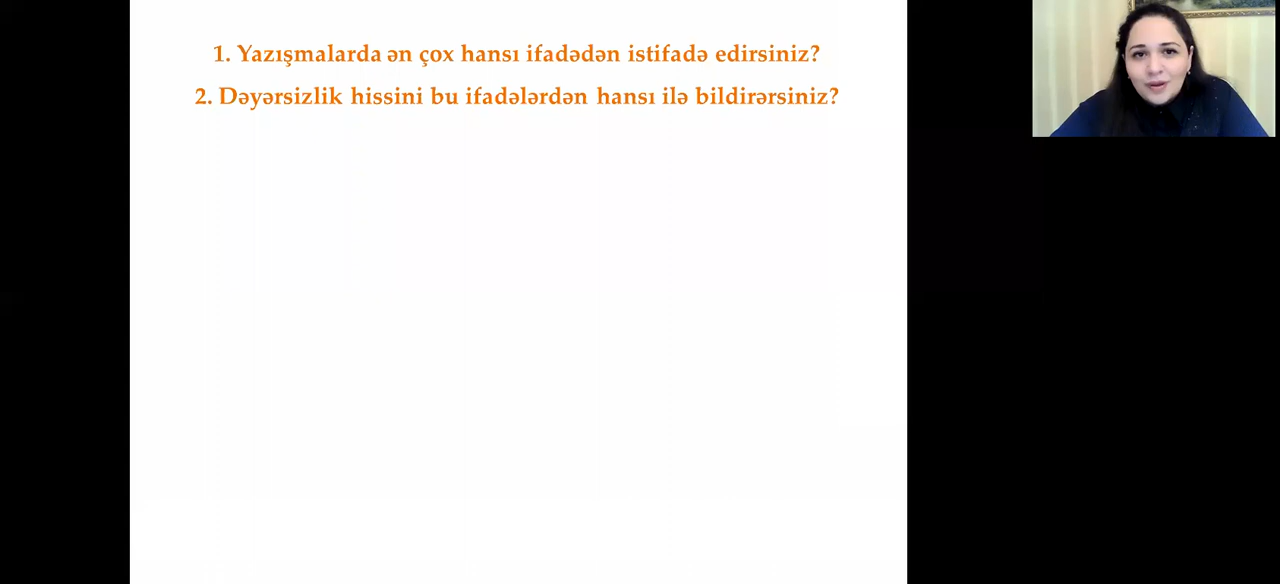 1. Yazışmalarda ən çox hansı ifadədən istifadə edirsiniz?
2. Dəyərsizlik hissini bu ifadələrdən hansı ilə bildirərsiniz?